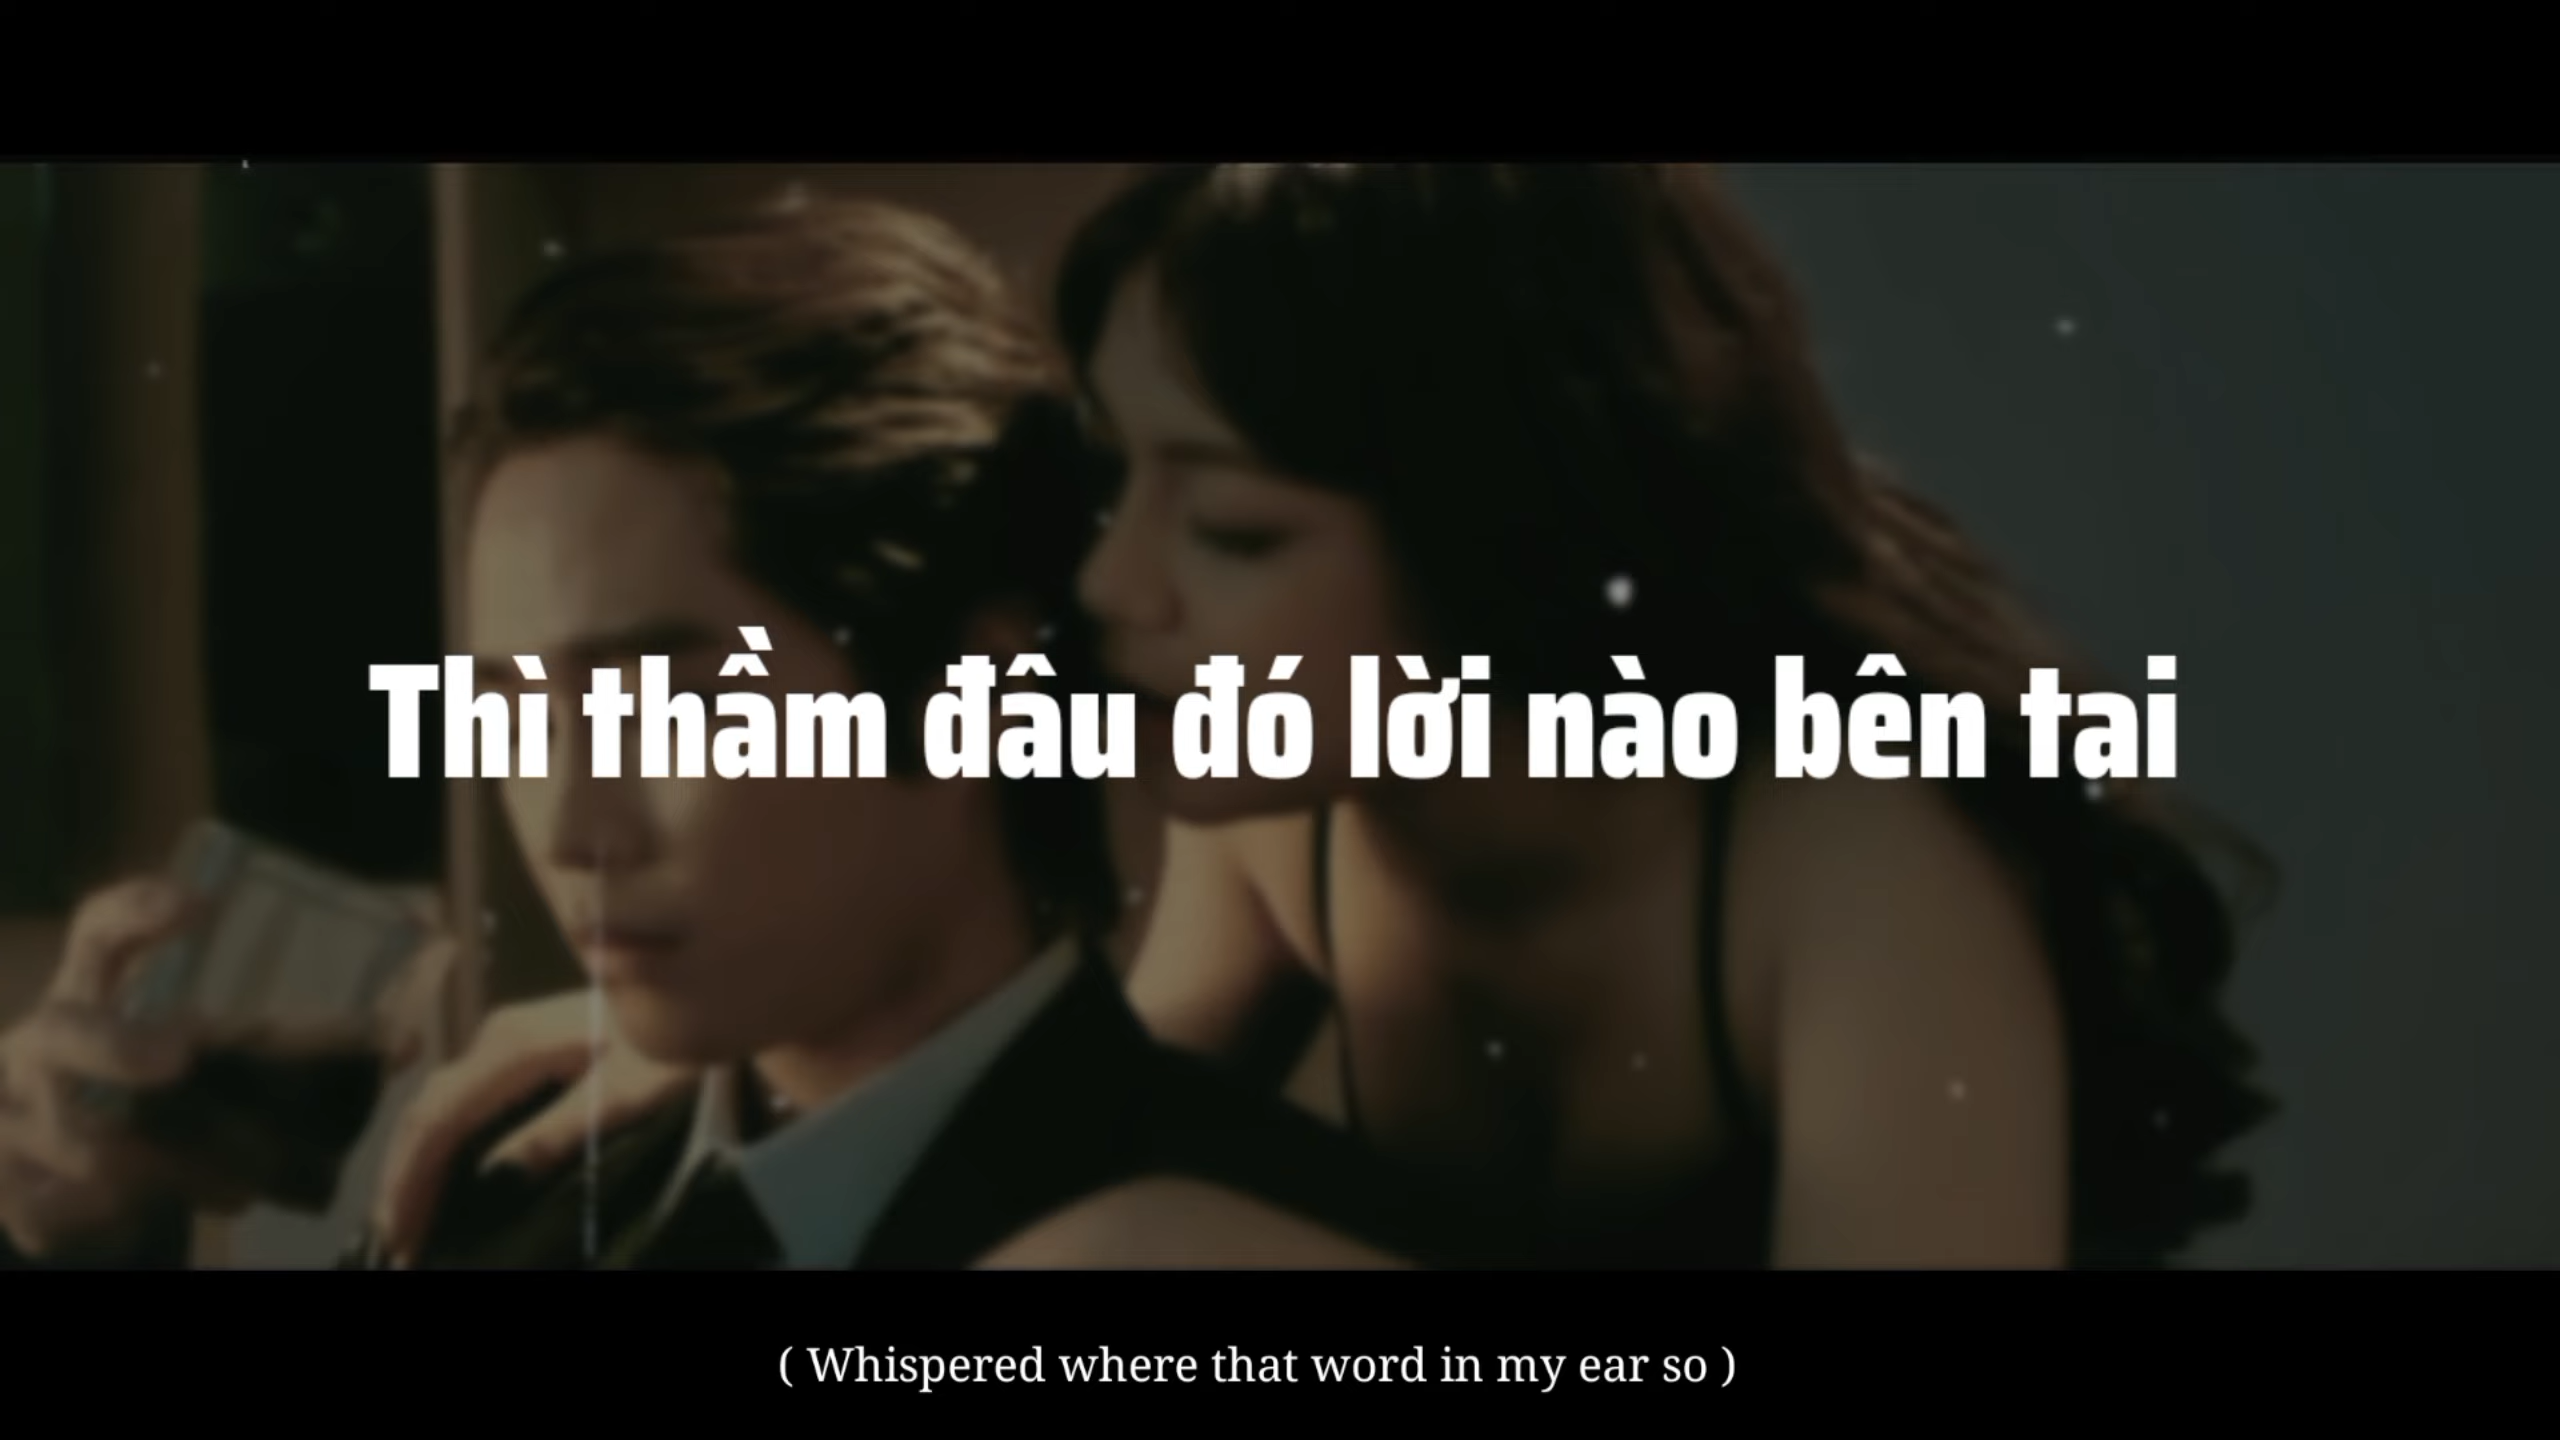 Thì thầm đâu đó lời nào bên tai
( Whispered where that word in my ear so )